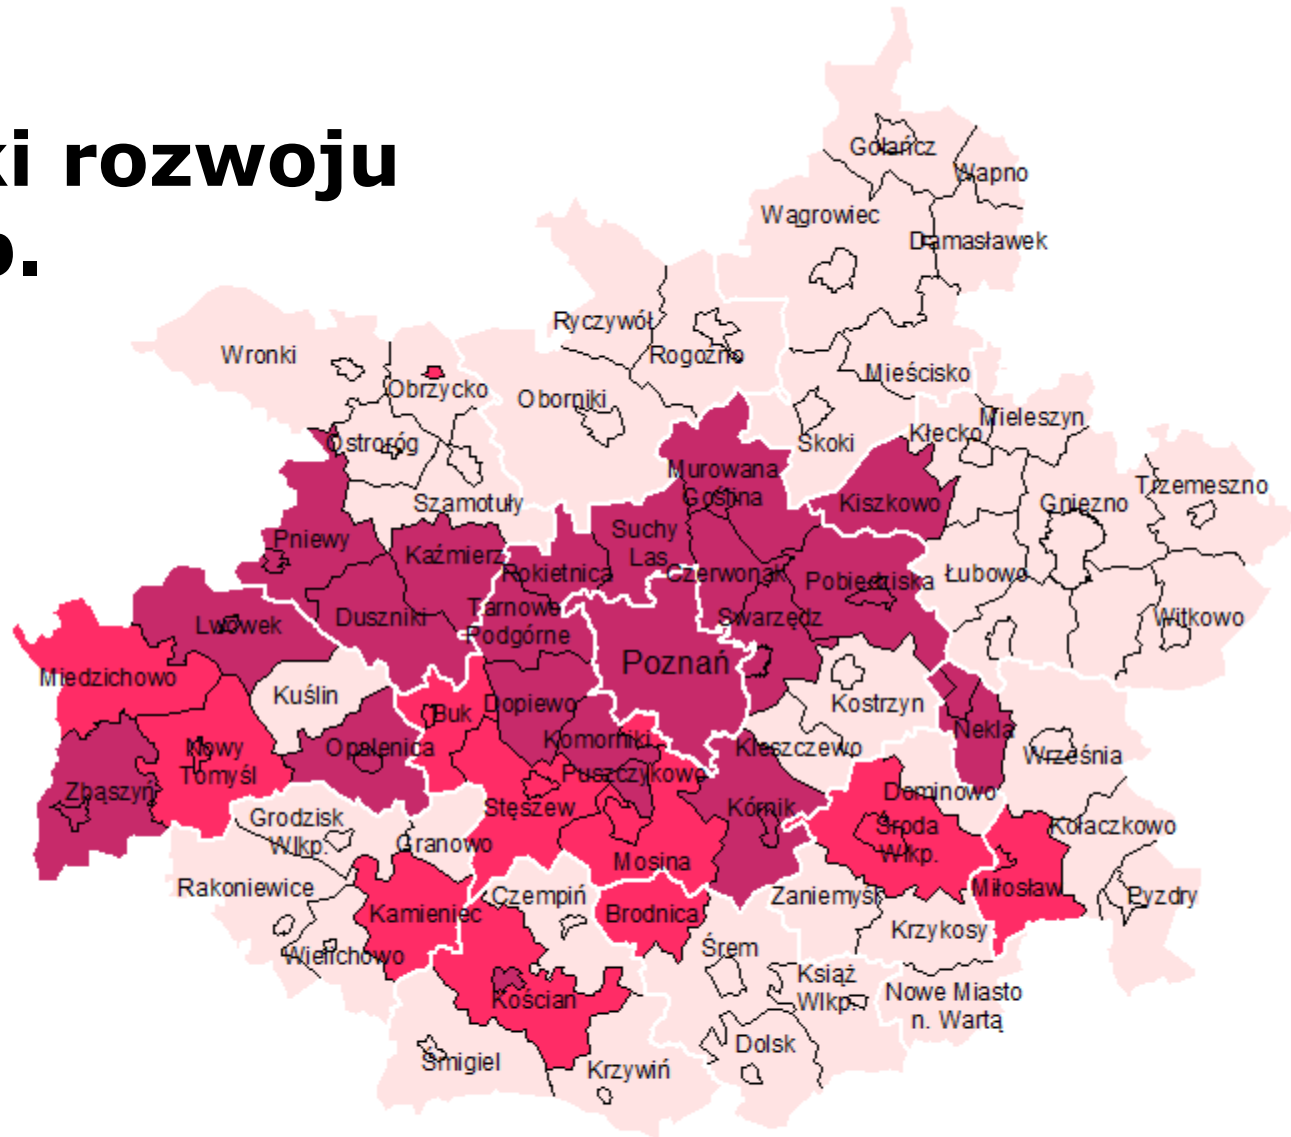 ki rozwoju
o.
Gołańcz
Wapno
Wągrowiec
Damasławek
Ryczywół
Rogoźno
Wronki
Obrzycko
Oborniki
Mieścisko
Skoki
Kłecko
Mieleszyn
Ostroróg
Szamotuły
Murowana
Goślina
Kiszkowo
Gniezno
Trzemeszno
Pniewy
Kaźmierz
Rokietnica
Suchy
Las
Czerwonak
Pobiedziska
Łubowo
Lwówek
Duszniki
Tarnowo
Podgórne
Swarzędz
Witkowo
Miedzichowo
Kuślin
Buk
Dopiewo
Poznań
Kostrzyn
Nekla
Nowy
Tomyśl
Opalenica
Komorniki
Kleszczewo
Września
Zbąszyń
Puszczykowo
Stęszew
Kórnik
Dominowo
Grodzisk
Wlkp.
Granowo
Mosina
Środa
Wlkp.
Kołaczkowo
Rakoniewice
Kamieniec
Czempiń
Brodnica
Zaniemyśl
Miłosław
Pyzdry
Wielichowo
Krzykosy
Śrem
Kościan
Książ
Wlkp.
Nowe Miasto
n. Wartą
Śmigiel
Krzywiń
Dolsk